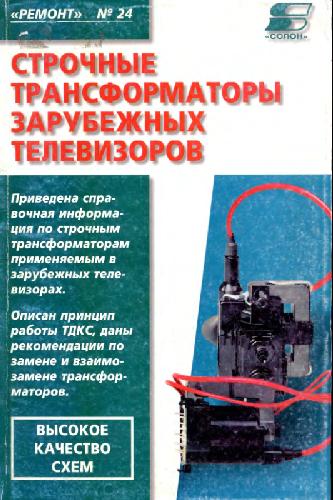 «РЕМОНТ» № 24
«СОЛОН»
СТРОЧНЫЕ
ТРАНСФОРМАТОРЫ
ЗАРУБЕЖНЫХ
ТЕЛЕВИЗОРОВ
Приведена спра-
вочная информа-
ция по строчным
трансформаторам
применяемым в
зарубежных теле-
визорах.
Описан принцип
работы ТДКС, даны
рекомендации по
замене и взаимо-
замене трансфор-
маторов.
ВЫСОКОЕ
КАЧЕСТВО
СХЕМ